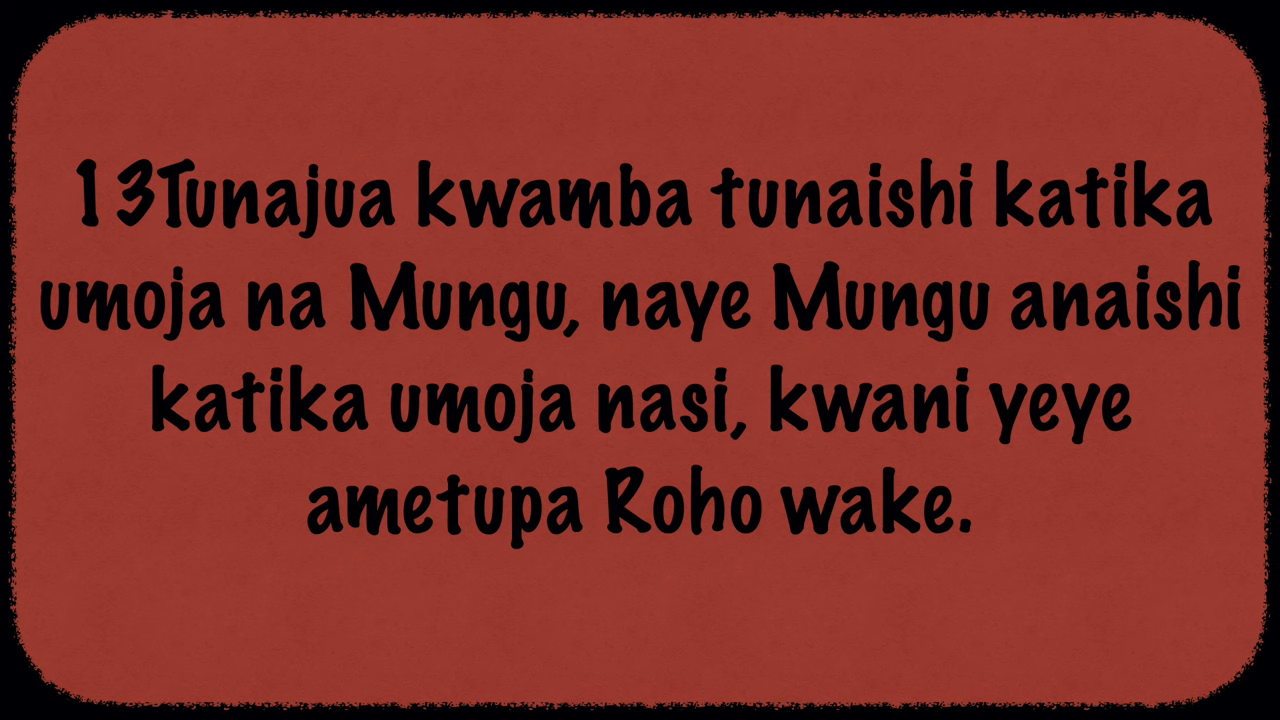 13Tunajua kwamba tunaishi katika
umoja na Mungu, naye Mungu anaishi
katika umoja nasi, kwani yeye
ametupa Roho wake.